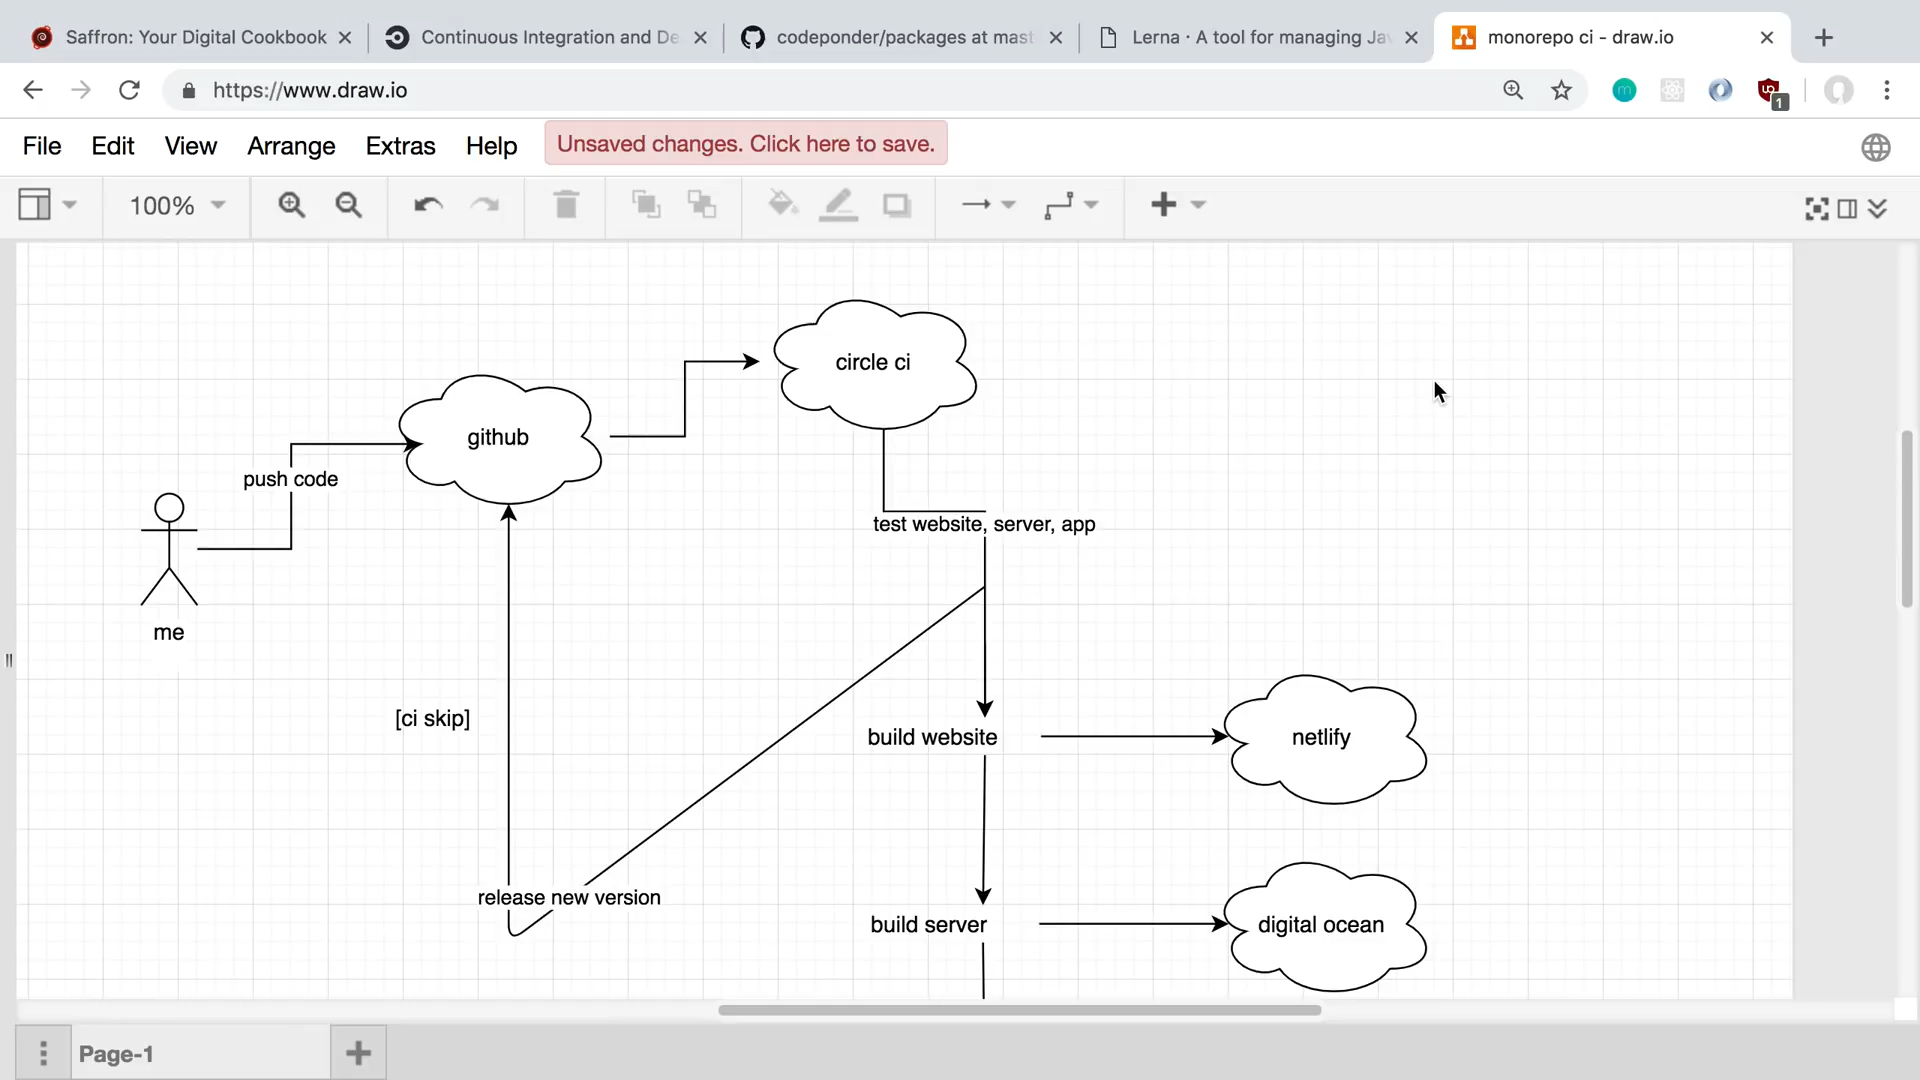 Saffron: Your Digital Cookbook
Continuous Integration and De
codeponder/packages at mast
Lerna · A tool for managing Jav
monorepo ci - draw.io
https://www.draw.io
1
File Edit View Arrange Extras Help
Unsaved changes. Click here to save.
100%
circle ci
github
push code
test website, server, app
me
[ci skip]
build website
netlify
release new version
build server
digital ocean
Page-1